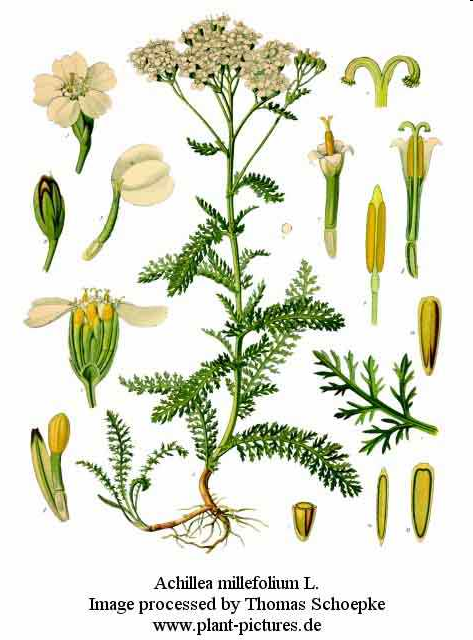 Achillea millefolium L.
Image processed by Thomas Schoepke
www.plant-pictures.de